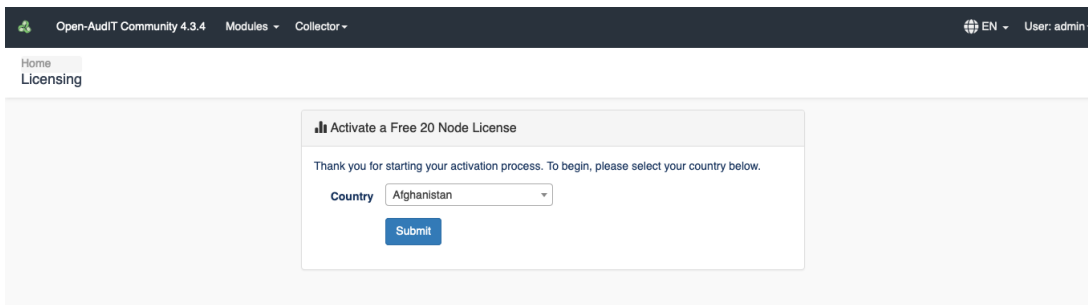 Open-AudIT Community 4.3.4 Modules Collector EN User: admin
Home
Licensing
Activate a Free 20 Node License
Thank you for starting your activation process. To begin, please select your country below.
Country Afghanistan
Submit